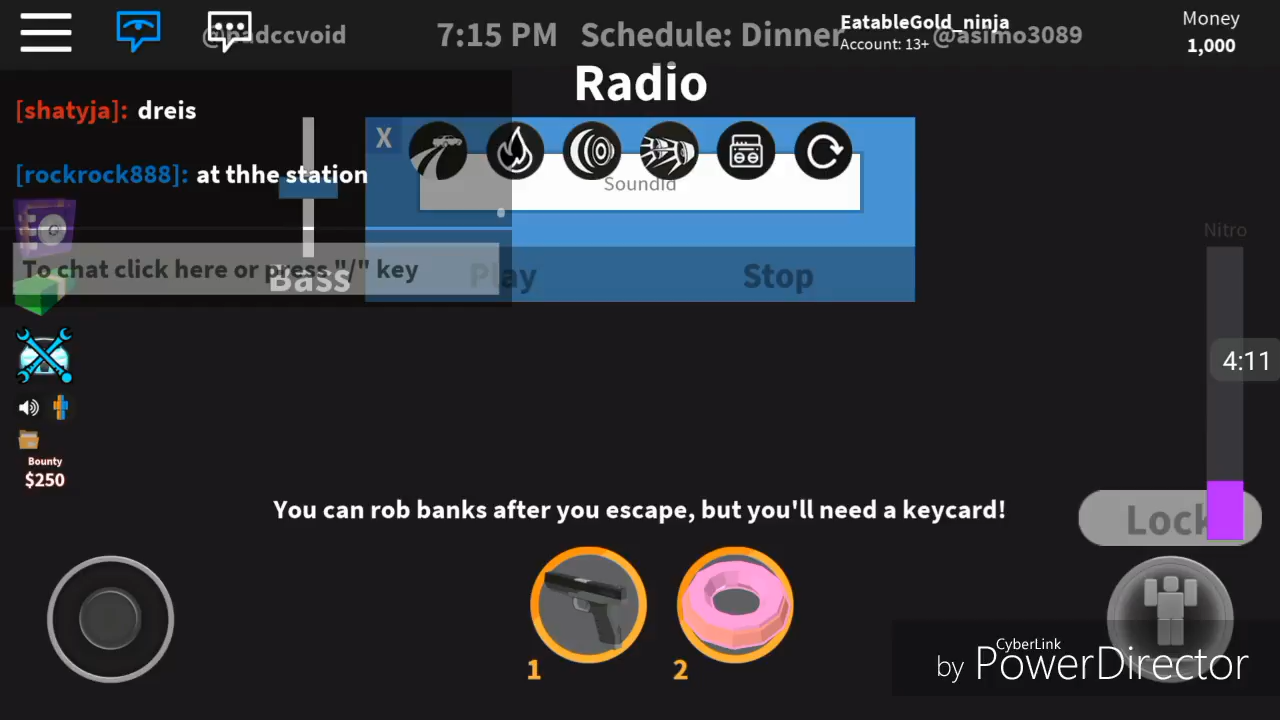 @badccvoid
7:15 PM Schedule: Dinner
EatableGold_ninja
Account: 13+
@asimo3089
Money
1,000
Radio
[shatyja]: dreis
X
[rockrock888]: at thhe station
SoundId
Nitro
To chat click here or press "/" key
Bass
Play
Stop
4:11
Bounty
$250
You can rob banks after you escape, but you'll need a keycard!
Lock
1
2
CyberLink
by PowerDirector